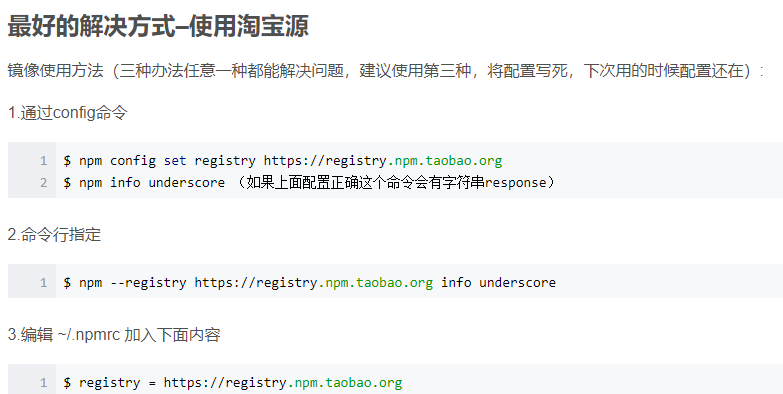 最好的解决方式–使用淘宝源
镜像使用方法（三种办法任意一种都能解决问题，建议使用第三种，将配置写死，下次用的时候配置还在）:
1.通过config命令
1 $ npm config set registry https://registry.npm.taobao.org
2 $ npm info underscore （如果上面配置正确这个命令会有字符串response）
2.命令行指定
1 $ npm --registry https://registry.npm.taobao.org info underscore
3.编辑 ~/.npmrc 加入下面内容
1 $ registry = https://registry.npm.taobao.org